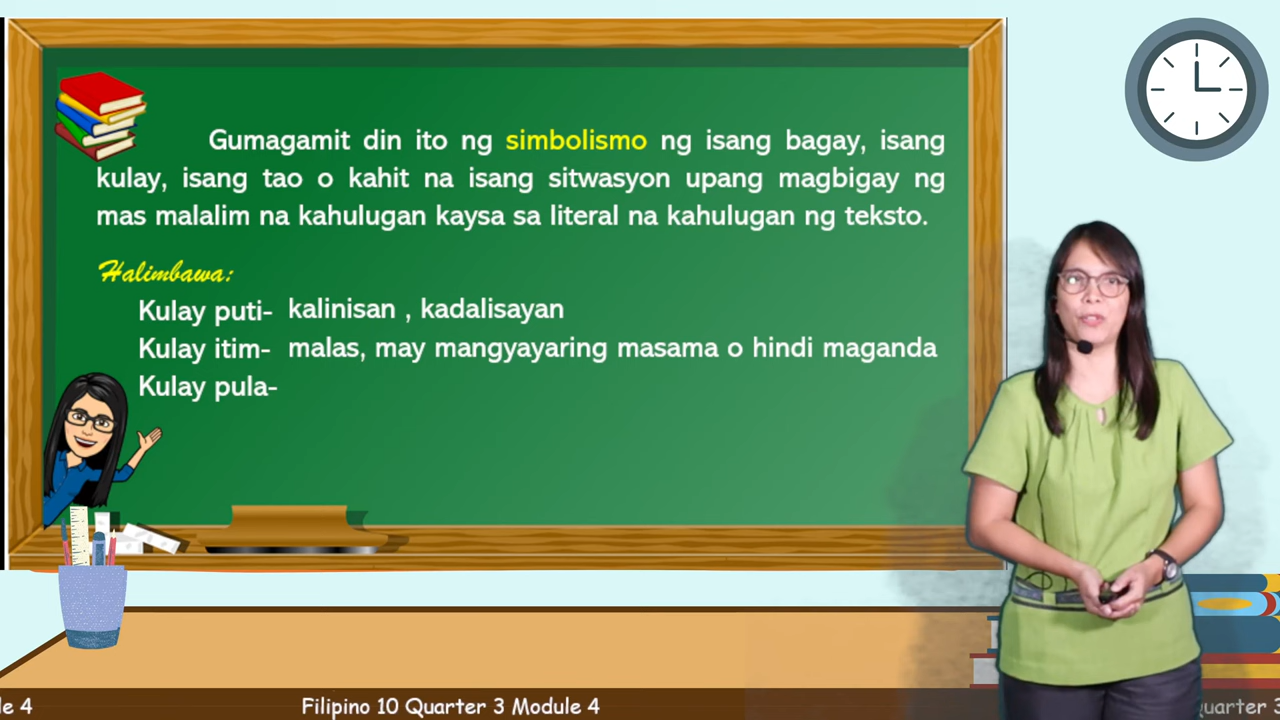 Gumagamit din ito ng simbolismo ng isang bagay, isang
kulay, isang tao o kahit na isang sitwasyon upang magbigay ng
mas malalim na kahulugan kaysa sa literal na kahulugan ng teksto.
Halimbawa:
Kulay puti- kalinisan , kadalisayan
Kulay itim- malas, may mangyayaring masama o hindi maganda
Kulay pula-
le 4 Filipino 10 Quarter 3 Module 4 quarter 3